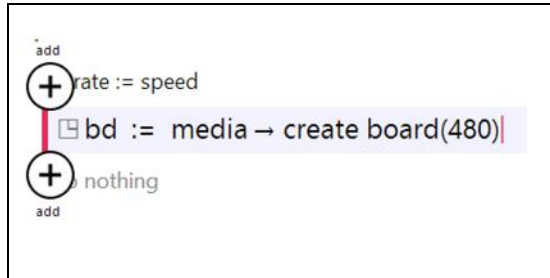 add
rate := speed
bd := media → create board(480)
nothing
add